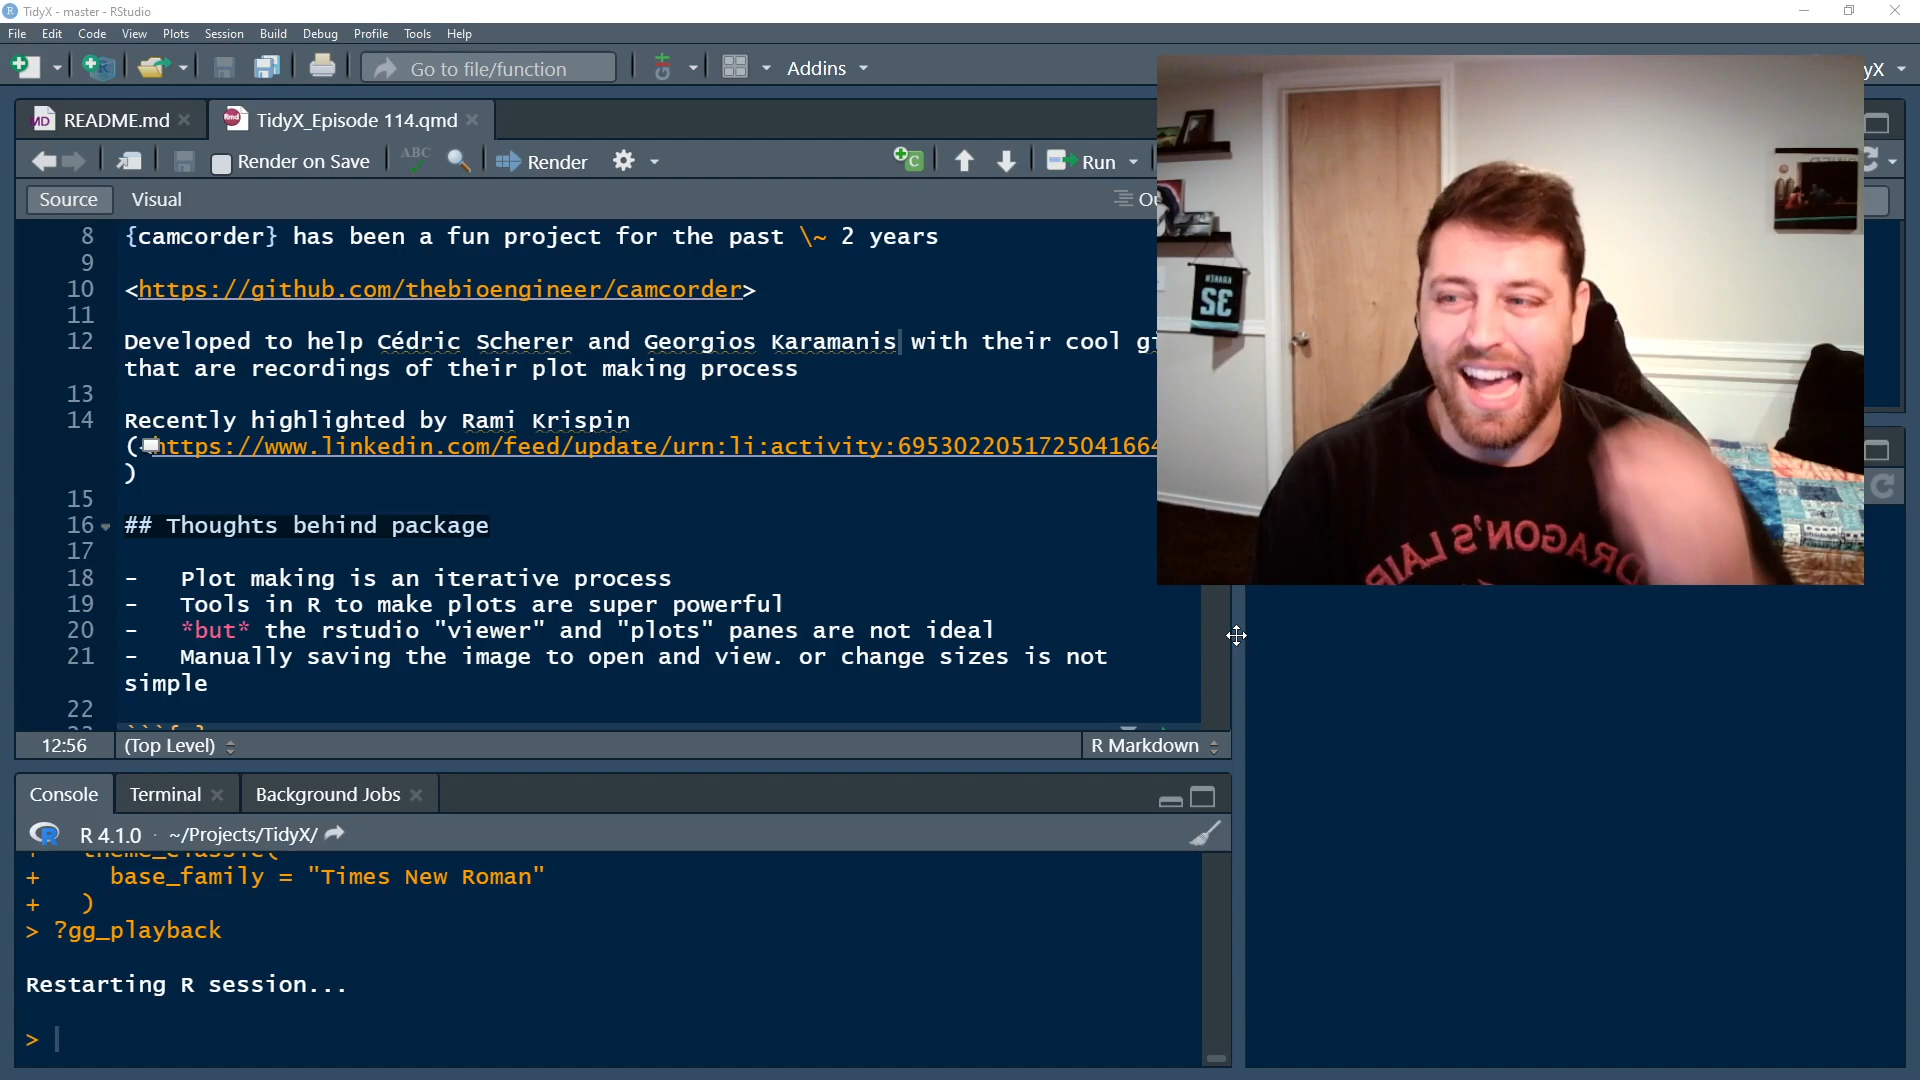 TidyX - master - RStudio
File Edit Code View Plots Session Build Debug Profile Tools Help
Go to file/function
Addins
yX
README.md
TidyX_Episode 114.qmd
Render on Save
ABC
Render
Run
Source
Visual
8 {camcorder} has been a fun project for the past \~ 2 years
9
10 <https://github.com/thebioengineer/camcorder>
11
12 Developed to help Cédric Scherer and Georgios Karamanis with their cool
that are recordings of their plot making process
13
14 Recently highlighted by Rami Krispin
(<https://www.linkedin.com/feed/update/urn:li:activity:695302205172504166
)
15
16 ## Thoughts behind package
17
18 - Plot making is an iterative process
19 - Tools in R to make plots are super powerful
20 - *but* the rstudio "viewer" and "plots" panes are not ideal
21 - Manually saving the image to open and view. or change sizes is not
simple
22
12:56
(Top Level)
R Markdown
Console
Terminal
Background Jobs
R 4.1.0 · ~/Projects/TidyX/
+ theme_classic(
+ base_family = "Times New Roman"
+ )
> ?gg_playback
Restarting R session...
>
KRAKEN
32
DRAGON'S LAIR